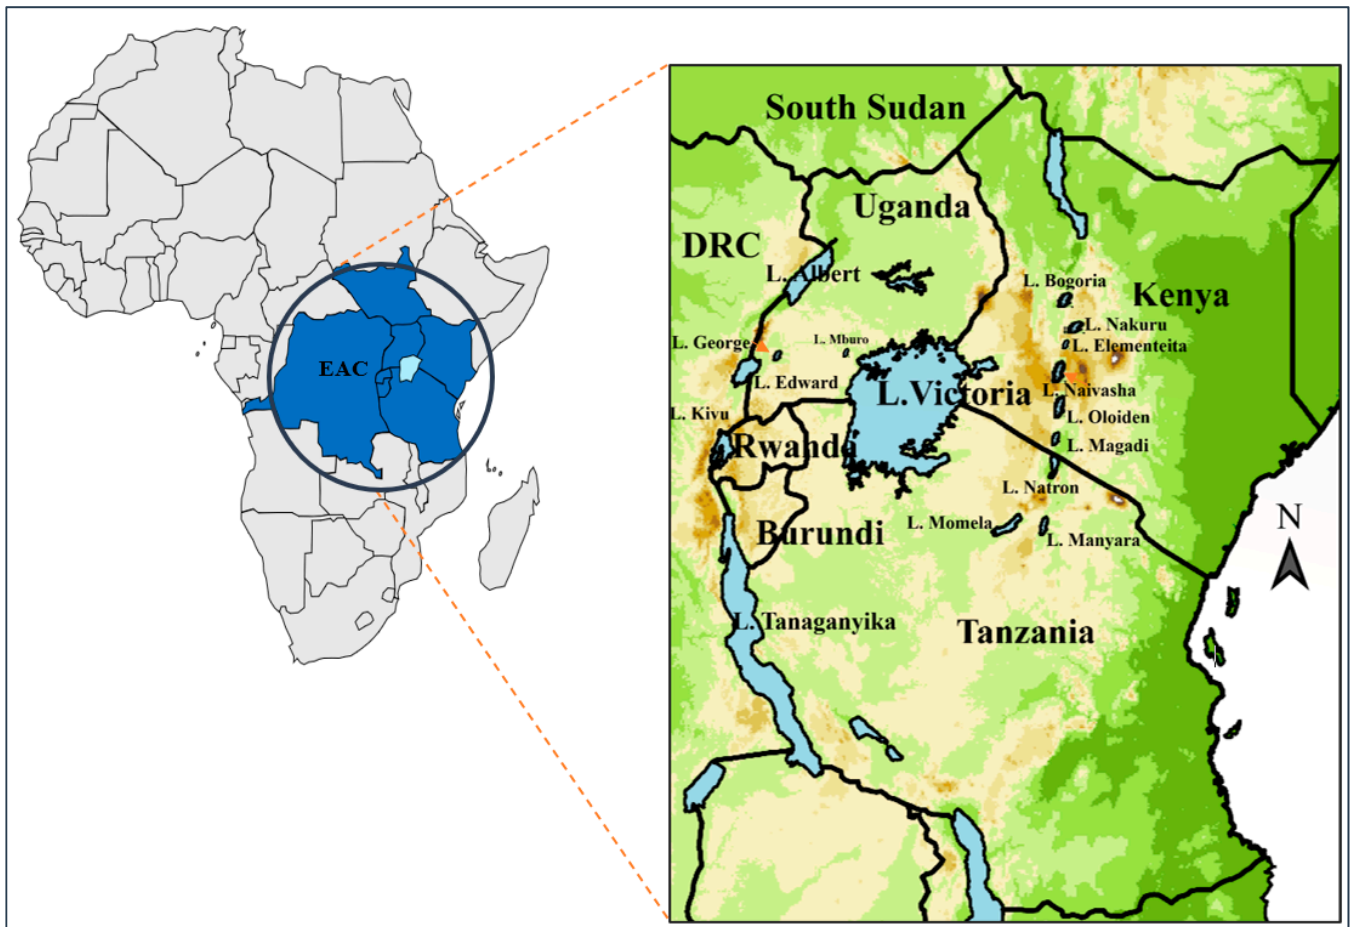 EAC
South Sudan
Uganda
DRC
L. Albert
L. Bogoria
Kenya
L. Nakuru
L. George
L. Mburo
L. Elementeita
L. Edward
L.Victoria
L. Naivasha
L. Kivu
L. Oloiden
Rwanda
L. Magadi
L. Natron
N
Burundi
L. Momela
L. Manyara
L. Tanaganyika
Tanzania